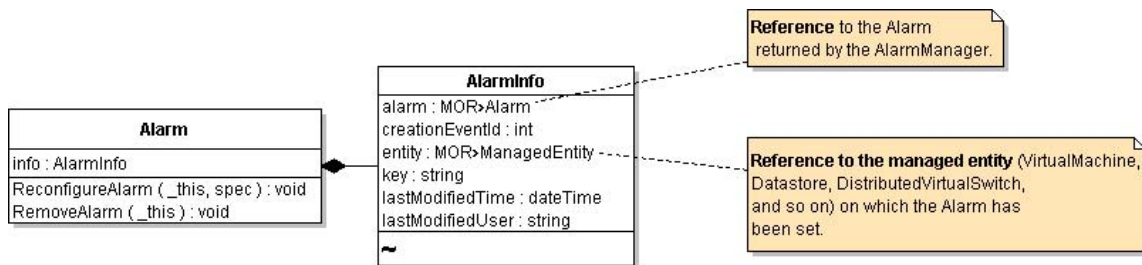 Alarm
info : AlarmInfo
ReconfigureAlarm ( _this, spec ) : void
RemoveAlarm ( _this ) : void
AlarmInfo
alarm : MOR>Alarm
creationEventId : int
entity : MOR>ManagedEntity
key : string
lastModifiedTime : dateTime
lastModifiedUser : string
~
Reference to the Alarm
returned by the AlarmManager.
Reference to the managed entity (VirtualMachine,
Datastore, DistributedVirtualSwitch,
and so on) on which the Alarm has
been set.